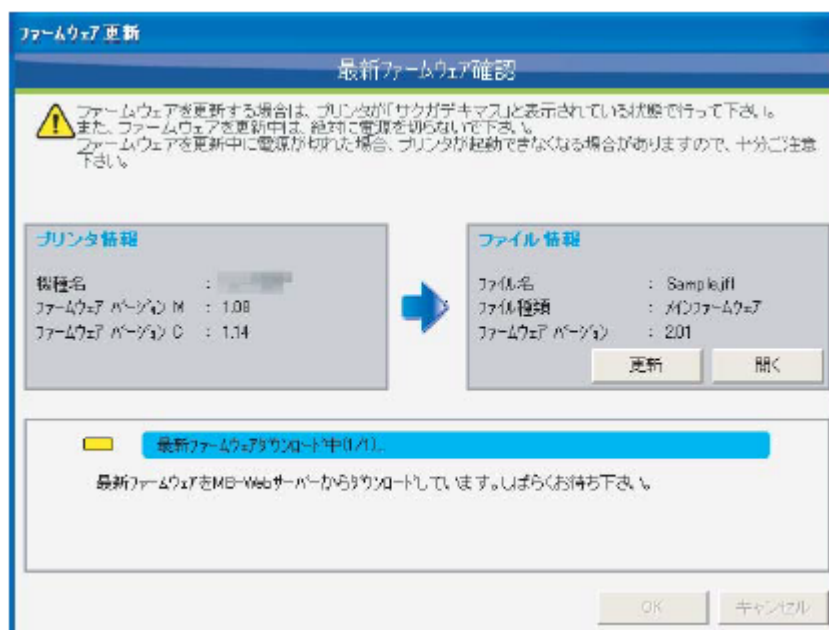 ファームウェア更新
最新ファームウェア確認
ファームウェアを更新する場合は、プリンタが「サクガデキマス」と表示されている状態で行って下さい。
また、ファームウェアを更新中は、絶対に電源を切らないで下さい。
ファームウェアを更新中に電源が切れた場合、プリンタが起動できなくなる場合がありますので、十分ご注意
下さい。
プリンタ情報
機種名 :
ファームウェア バージョン M : 1.08
ファームウェア バージョン C : 1.14
ファイル情報
ファイル名 : Sample.jfl
ファイル種類 : メインファームウェア
ファームウェア バージョン : 2.01
更新
開く
最新ファームウェアダウンロード中(1/1)...
最新ファームウェアをMB-Webサーバーからダウンロードしています。しばらくお待ち下さい。
OK
キャンセル